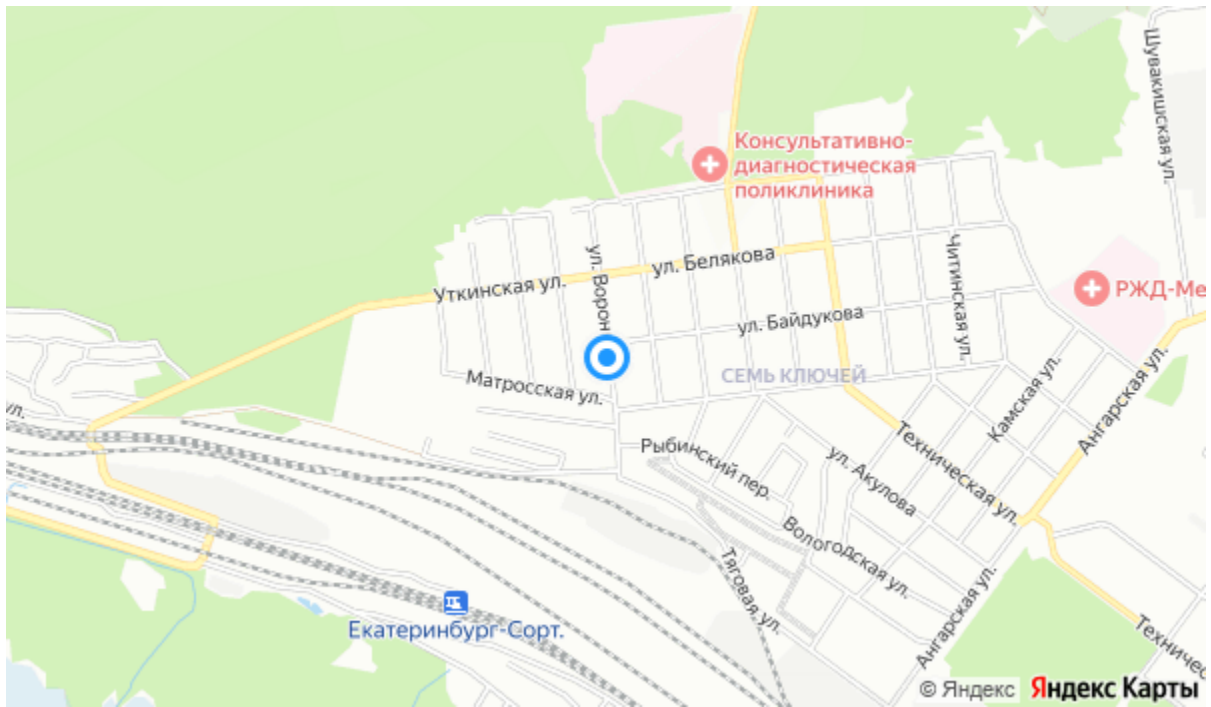 Шувакишская ул.
Консультативно-
диагностическая
поликлиника
ул. Ворон
ул. Белякова
Читинская ул.
Уткинская ул.
РЖД-Ме
ул. Байдукова
СЕМЬ КЛЮЧЕЙ
Матросская ул.
Камская ул.
Ангарская ул.
ул.
Рыбинский пер.
ул. Акулова
Техническая ул.
Вологодская ул.
Тяговая ул.
Екатеринбург-Сорт.
Ангарская ул.
Техничес
© Яндекс Яндекс Карты